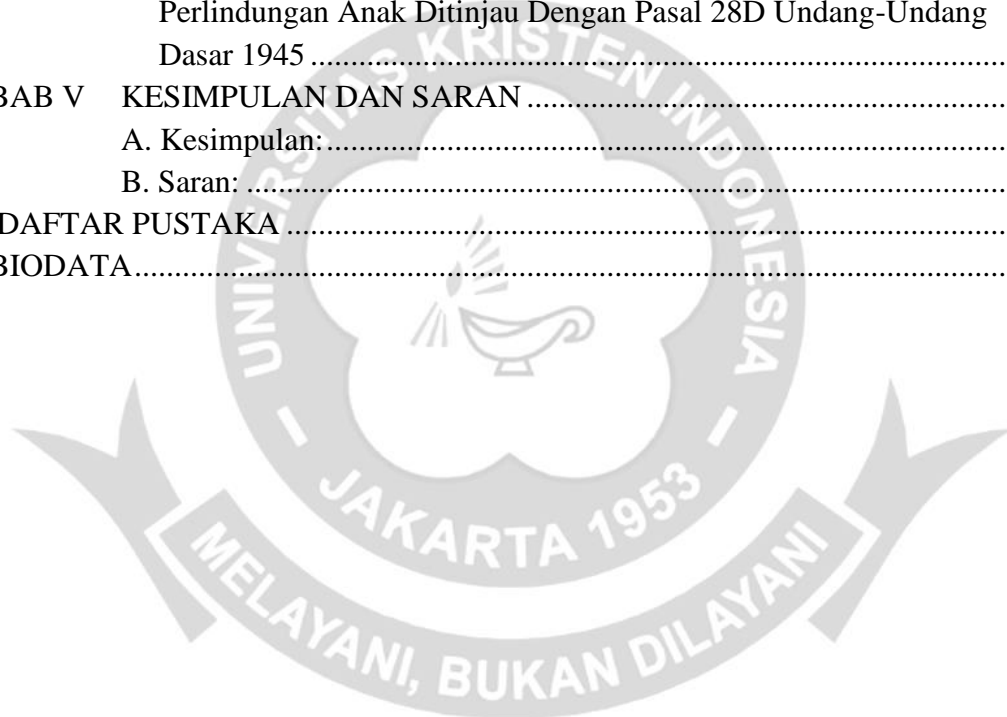 Perlindungan Anak Ditinjau Dengan Pasal 28D Undang-Undang
Dasar 1945 ....................................................................................
BAB V KESIMPULAN DAN SARAN ............................................................
A. Kesimpulan:....................................................................................
B. Saran: ...............................................................................................
DAFTAR PUSTAKA ..........................................................................................
BIODATA.............................................................................................................
UNIVERSITAS KRISTEN INDONESIA
- JAKARTA 1953 -
MELAYANI, BUKAN DILAYANI